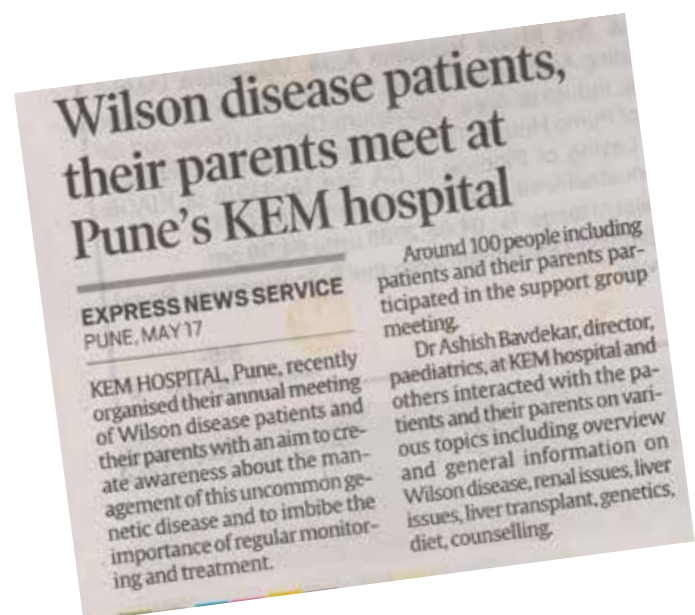 Wilson disease patients,
their parents meet at
Pune's KEM hospital
EXPRESS NEWS SERVICE
PUNE, MAY 17
KEM HOSPITAL, Pune, recently
organised their annual meeting
of Wilson disease patients and
their parents with an aim to cre-
ate awareness about the man-
agement of this uncommon ge-
netic disease and to imbibe the
importance of regular monitor-
ing and treatment.
Around 100 people including
patients and their parents par-
ticipated in the support group
meeting.
Dr Ashish Bavdekar, director,
paediatrics, at KEM hospital and
others interacted with the pa-
tients and their parents on vari-
ous topics including overview
and general information on
Wilson disease, renal issues, liver
issues, liver transplant, genetics,
diet, counselling.